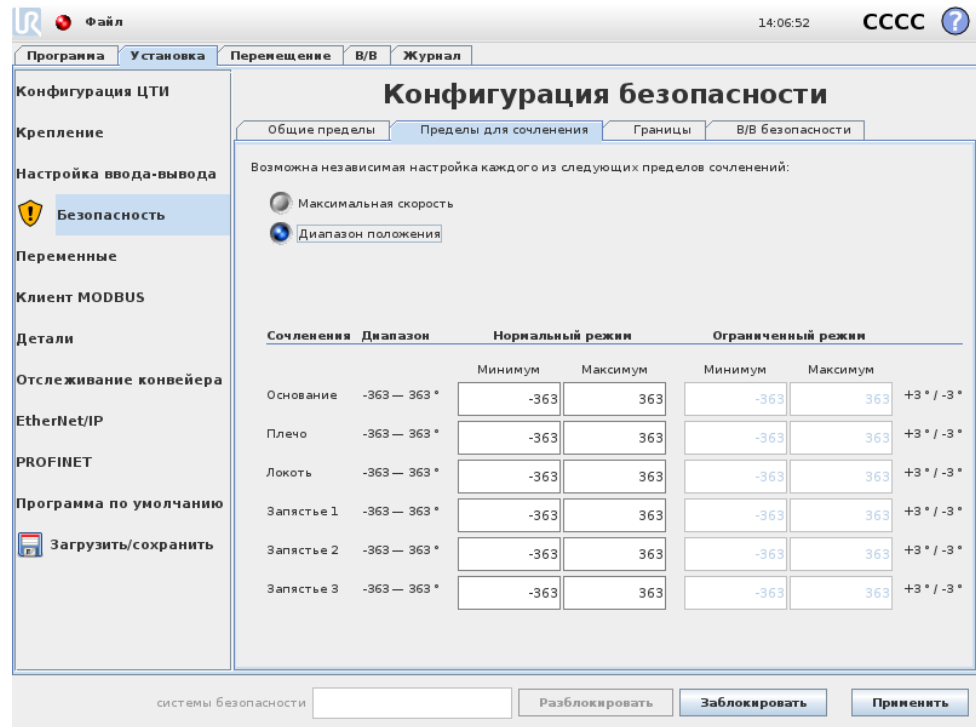 UR Файл 14:06:52 CCCC ?
Программа Установка Перемещение В/В Журнал
Конфигурация ЦТИ
Крепление
Настройка ввода-вывода
Безопасность
Переменные
Клиент MODBUS
Детали
Отслеживание конвейера
EtherNet/IP
PROFINET
Программа по умолчанию
Загрузить/сохранить
Конфигурация безопасности
Общие пределы Пределы для сочленения Границы В/В безопасности
Возможна независимая настройка каждого из следующих пределов сочленений:
Максимальная скорость
Диапазон положения
Сочленения Диапазон Нормальный режим Ограниченный режим
Минимум Максимум Минимум Максимум
Основание -363 — 363 ° -363 363 -363 363 +3 ° / -3 °
Плечо -363 — 363 ° -363 363 -363 363 +3 ° / -3 °
Локоть -363 — 363 ° -363 363 -363 363 +3 ° / -3 °
Запястье 1 -363 — 363 ° -363 363 -363 363 +3 ° / -3 °
Запястье 2 -363 — 363 ° -363 363 -363 363 +3 ° / -3 °
Запястье 3 -363 — 363 ° -363 363 -363 363 +3 ° / -3 °
системы безопасности Разблокировать Заблокировать Применить